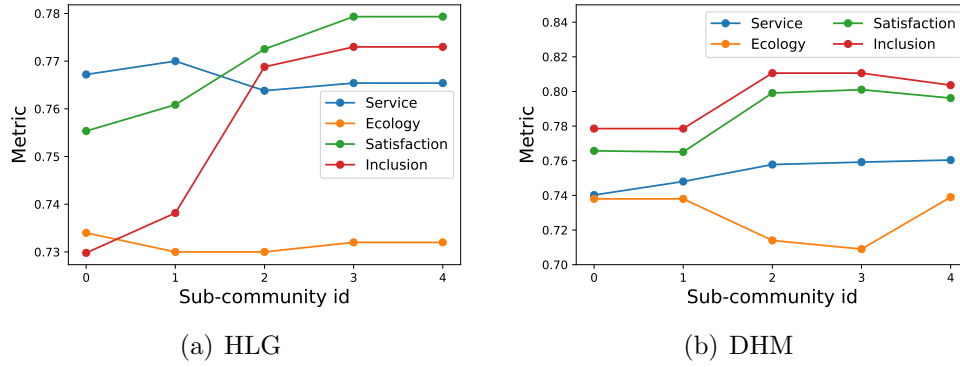 0.78
0.77
0.76
0.75
0.74
0.73
Metric
0 1 2 3 4
Sub-community id
Service
Ecology
Satisfaction
Inclusion
(a) HLG
0.84
0.82
0.80
0.78
0.76
0.74
0.72
0.70
Metric
0 1 2 3 4
Sub-community id
Service Satisfaction
Ecology Inclusion
(b) DHM